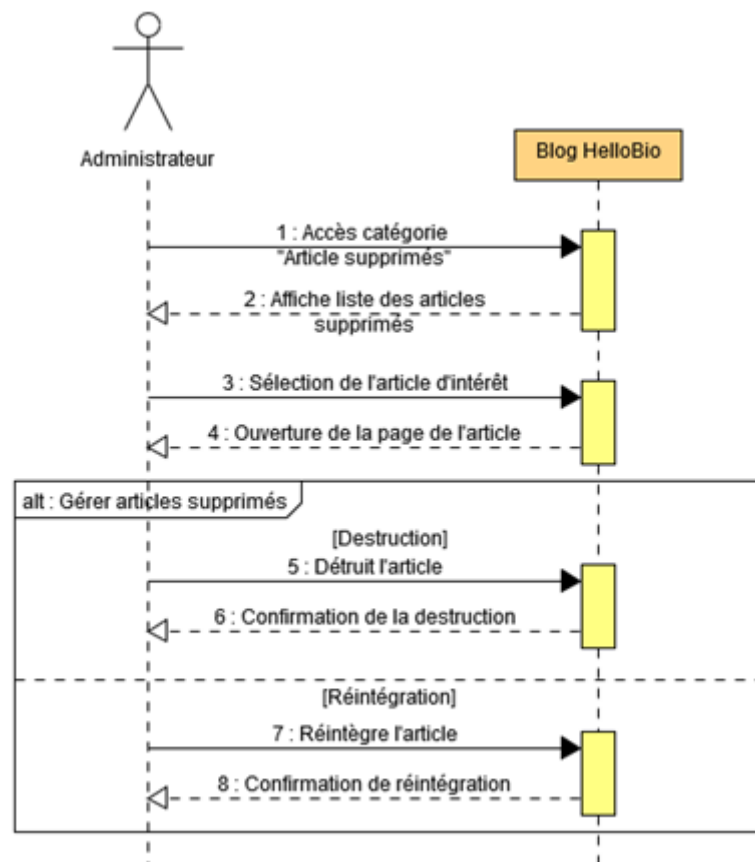 Administrateur
Blog HelloBio
1 : Accès catégorie
"Article supprimés"
2 : Affiche liste des articles
supprimés
3 : Sélection de l'article d'intérêt
4 : Ouverture de la page de l'article
alt : Gérer articles supprimés
[Destruction]
5 : Détruit l'article
6 : Confirmation de la destruction
[Réintégration]
7 : Réintègre l'article
8 : Confirmation de réintégration